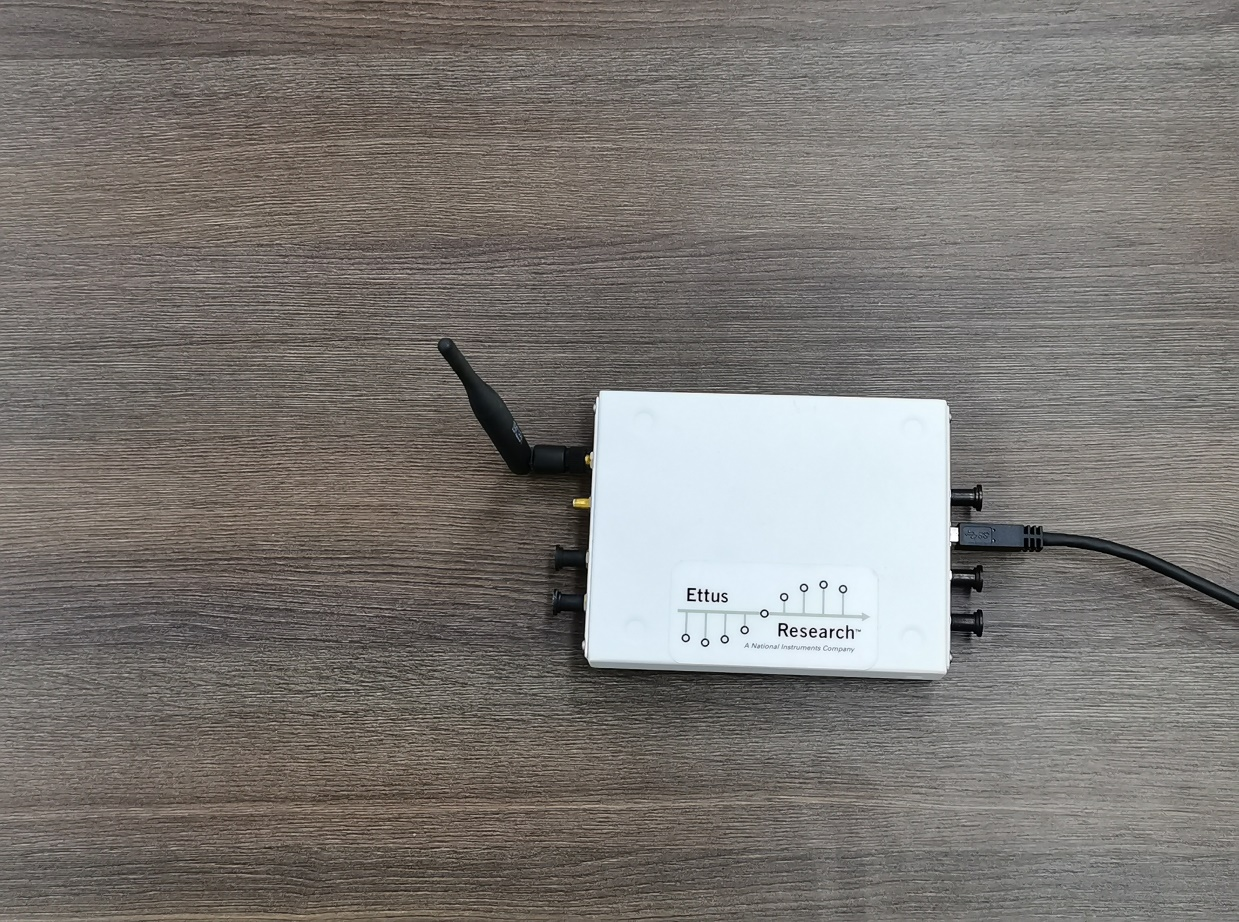 Ettus
Research™
A National Instruments Company